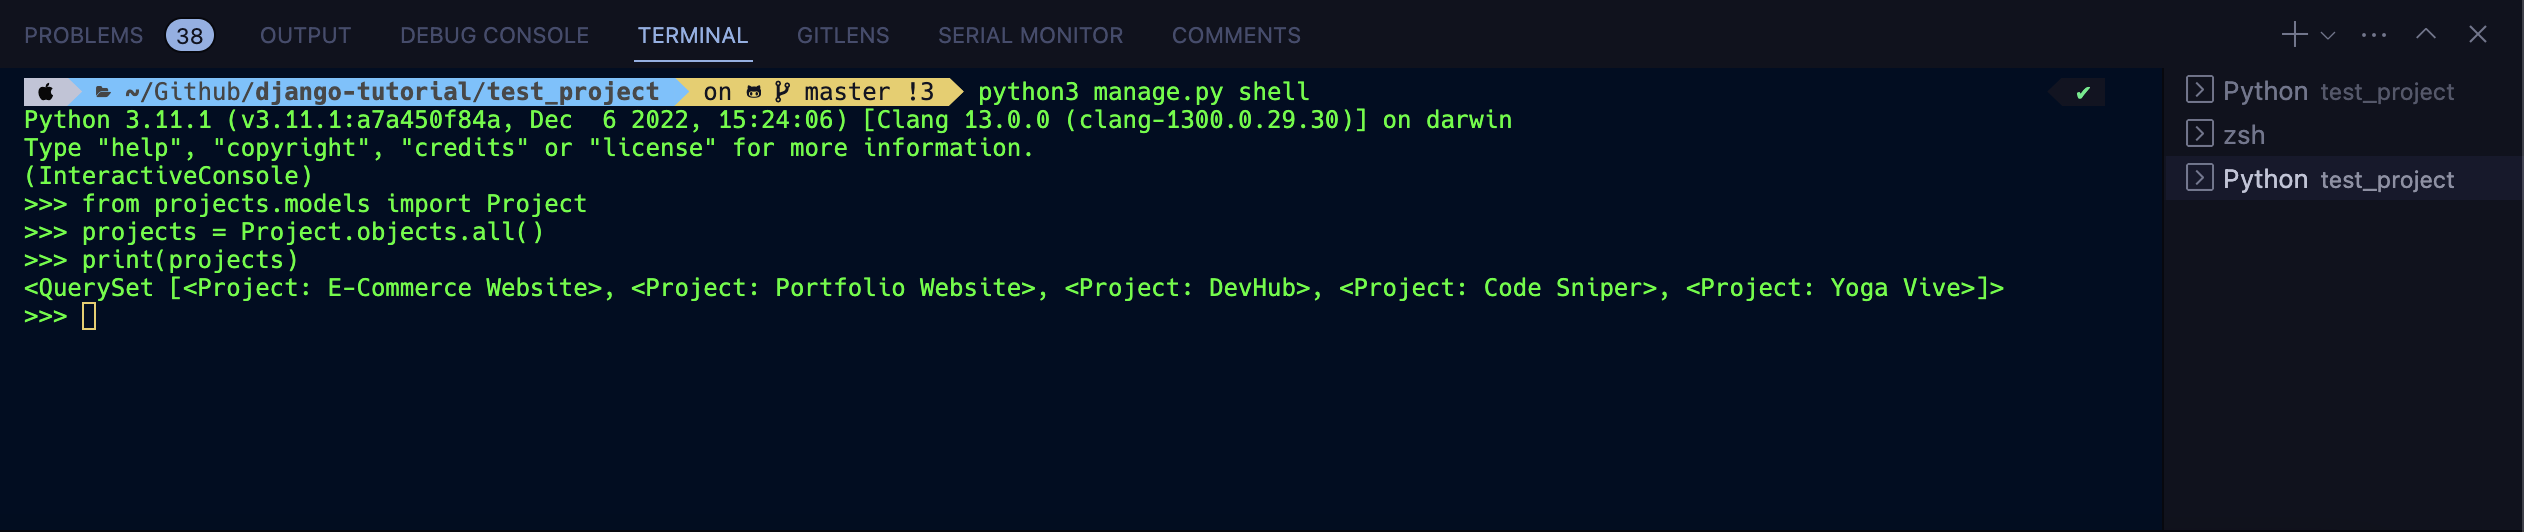 PROBLEMS 38 OUTPUT DEBUG CONSOLE TERMINAL GITLENS SERIAL MONITOR COMMENTS
~/Github/django-tutorial/test_project on master !3 python3 manage.py shell ✔
Python 3.11.1 (v3.11.1:a7a450f84a, Dec  6 2022, 15:24:06) [Clang 13.0.0 (clang-1300.0.29.30)] on darwin
Type "help", "copyright", "credits" or "license" for more information.
(InteractiveConsole)
>>> from projects.models import Project
>>> projects = Project.objects.all()
>>> print(projects)
<QuerySet [<Project: E-Commerce Website>, <Project: Portfolio Website>, <Project: DevHub>, <Project: Code Sniper>, <Project: Yoga Vive>]>
>>>
Python test_project
zsh
Python test_project